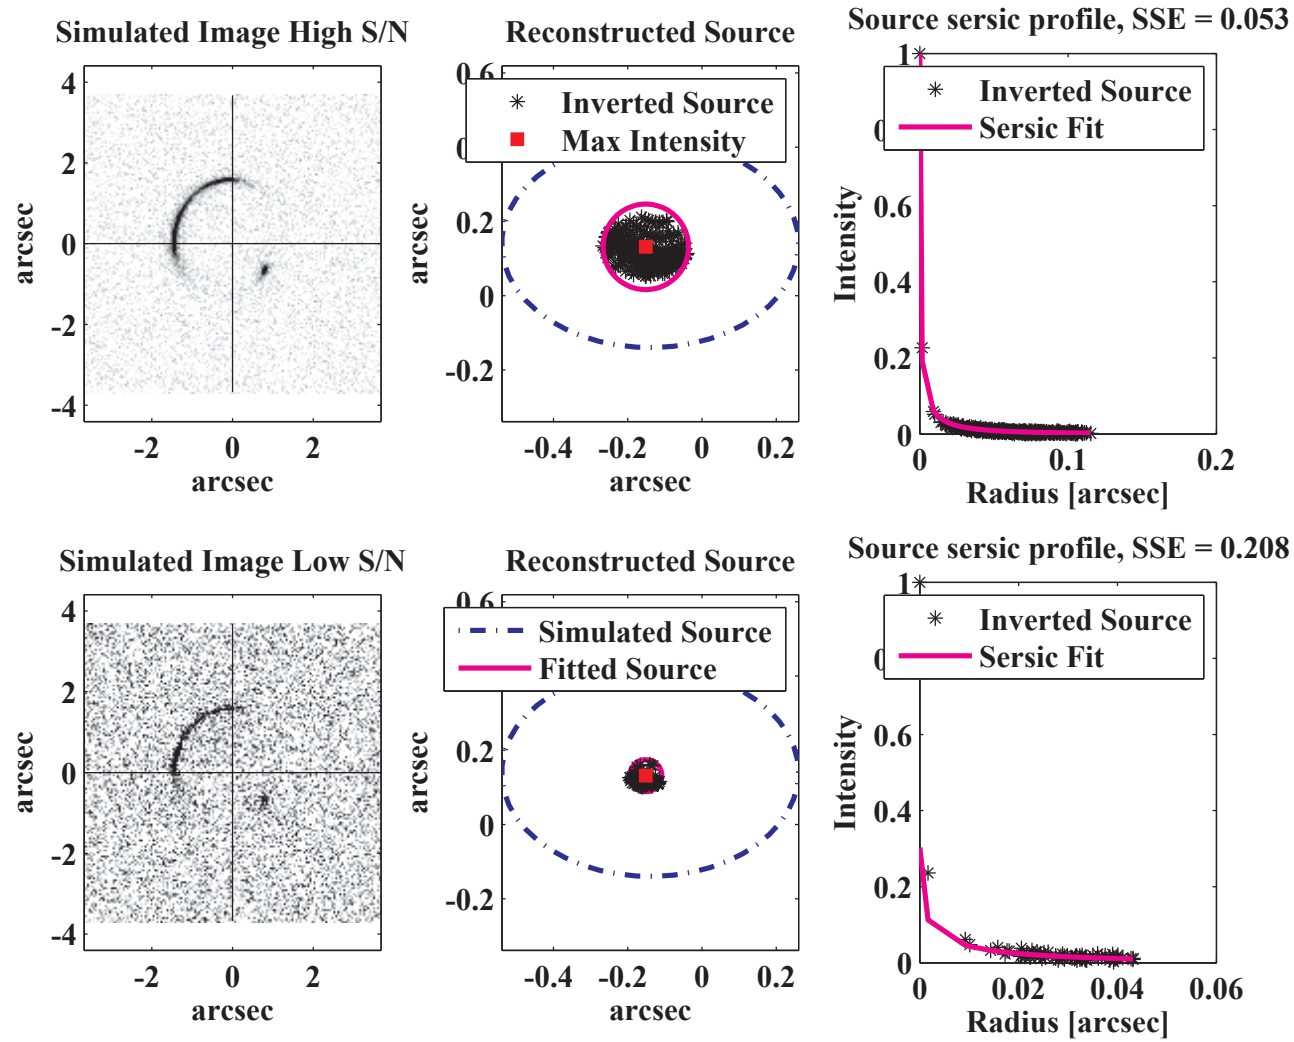 Simulated Image High S/N
4
2
0
-2
-4
arcsec
-2
0
2
arcsec
Reconstructed Source
0.6
0.2
0
-0.2
arcsec
Inverted Source
Max Intensity
-0.4
-0.2
0
0.2
arcsec
Source sersic profile, SSE = 0.053
1
0.6
0.4
0.2
0
Intensity
Inverted Source
Sersic Fit
0
0.1
0.2
Radius [arcsec]
Simulated Image Low S/N
4
2
0
-2
-4
arcsec
-2
0
2
arcsec
Reconstructed Source
0.6
0.2
0
-0.2
arcsec
Simulated Source
Fitted Source
-0.4
-0.2
0
0.2
arcsec
Source sersic profile, SSE = 0.208
1
0.6
0.4
0.2
0
Intensity
Inverted Source
Sersic Fit
0
0.02
0.04
0.06
Radius [arcsec]